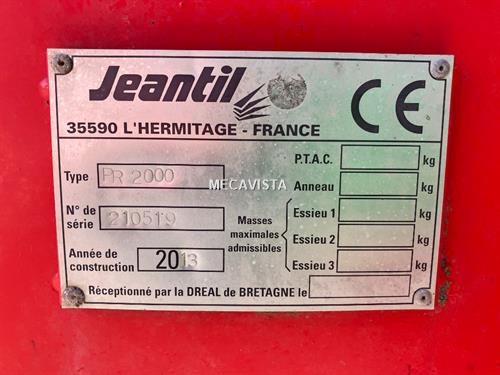 Jeantil
CE
35590 L'HERMITAGE - FRANCE
Type PR 2000
MECAVISTA
N° de série 210519
Année de construction 2013
P.T.A.C. kg
Anneau kg
Masses maximales admissibles
Essieu 1 kg
Essieu 2 kg
Essieu 3 kg
Réceptionné par la DREAL de BRETAGNE le